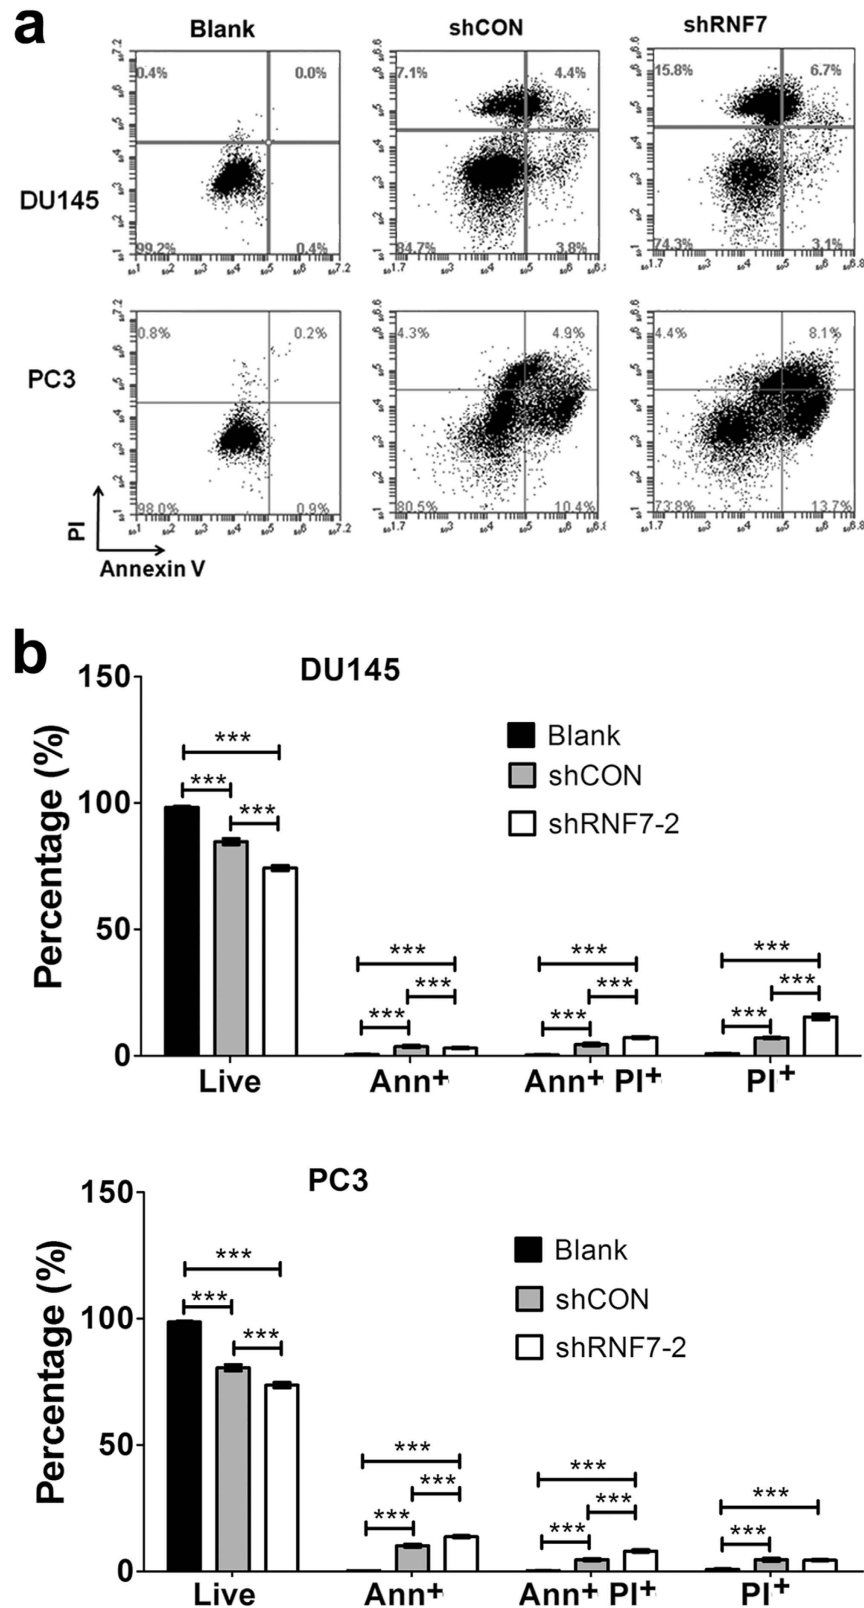 a
Blank shCON shRNF7
DU145
0.4% 0.0%
99.2% 0.4%
7.1% 4.4%
84.7% 3.8%
15.8% 6.7%
74.3% 3.1%
PC3
0.8% 0.2%
98.0% 0.9%
4.3% 4.9%
80.5% 10.4%
4.4% 8.1%
73.8% 13.7%
PI
Annexin V
b
DU145
Percentage (%)
150
100
50
0
*** *** ***
Blank
shCON
shRNF7-2
*** *** ***
*** *** ***
*** *** ***
Live Ann+ Ann+ PI+ PI+
PC3
Percentage (%)
150
100
50
0
*** *** ***
Blank
shCON
shRNF7-2
*** *** ***
*** *** ***
*** ***
Live Ann+ Ann+ PI+ PI+